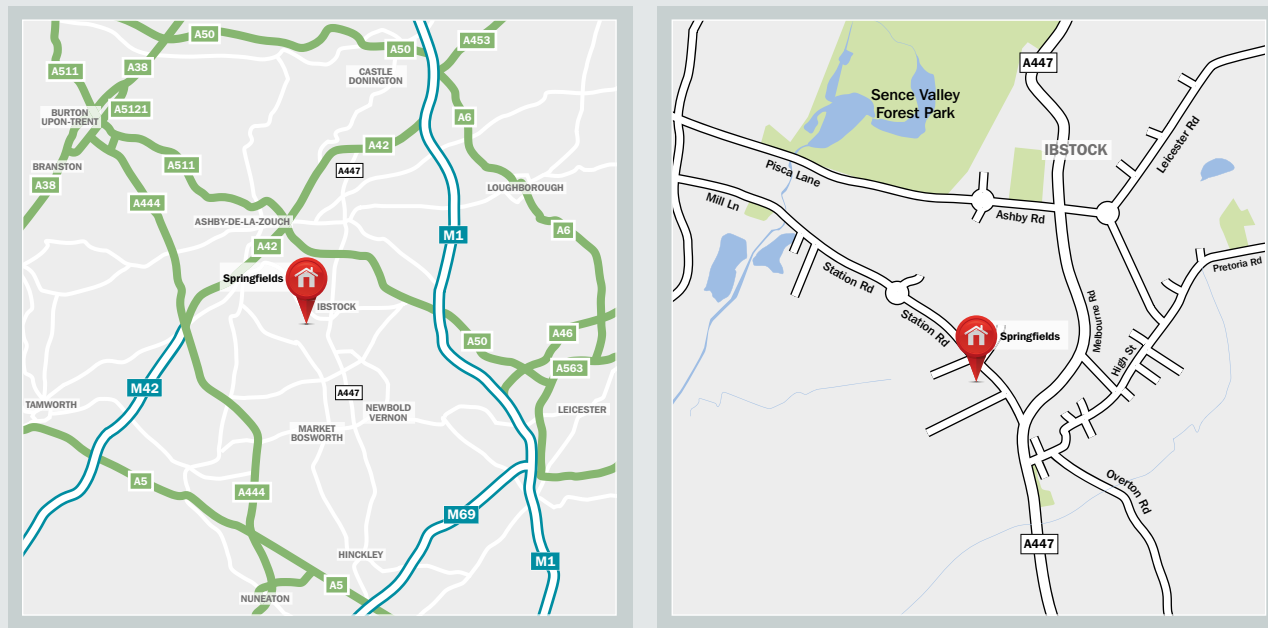 A50
A50
A453
A511
A38
CASTLE
DONINGTON
A5121
BURTON
UPON-TRENT
A6
A42
BRANSTON
A511
A447
A38
LOUGHBOROUGH
A444
ASHBY-DE-LA-ZOUCH
A6
M1
A42
Springfields
IBSTOCK
A46
A50
A563
M42
A447
TAMWORTH
NEWBOLD
VERNON
LEICESTER
MARKET
BOSWORTH
A5
A444
M69
HINCKLEY
M1
A5
NUNEATON
A447
Sence Valley
Forest Park
IBSTOCK
Leicester Rd
Pisca Lane
Mill Ln
Ashby Rd
Pretoria Rd
Station Rd
Station Rd
Melbourne Rd
Springfields
High St
Overton Rd
A447